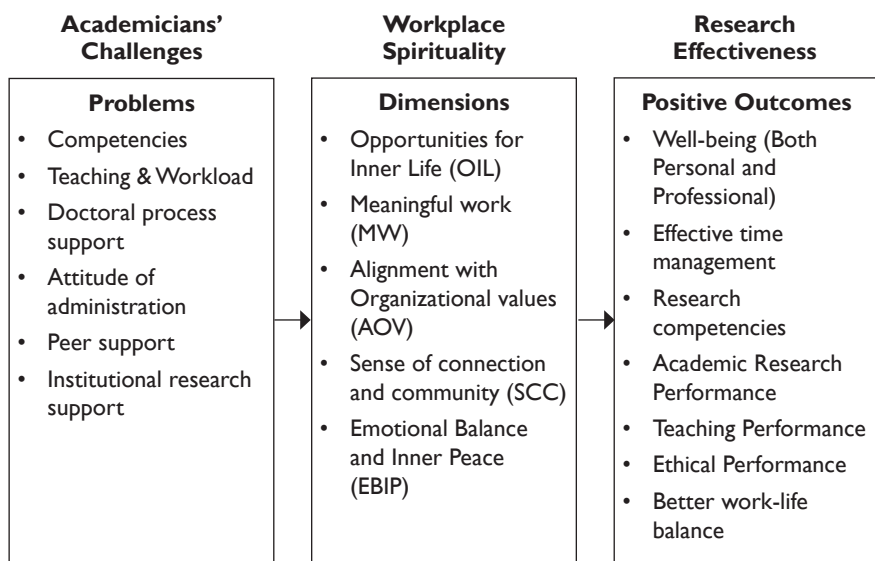 Academicians'
Challenges
Problems
• Competencies
• Teaching & Workload
• Doctoral process
support
• Attitude of
administration
• Peer support
• Institutional research
support
Workplace
Spirituality
Dimensions
• Opportunities for
Inner Life (OIL)
• Meaningful work
(MW)
• Alignment with
Organizational values
(AOV)
• Sense of connection
and community (SCC)
• Emotional Balance
and Inner Peace
(EBIP)
Research
Effectiveness
Positive Outcomes
• Well-being (Both
Personal and
Professional)
• Effective time
management
• Research
competencies
• Academic Research
Performance
• Teaching Performance
• Ethical Performance
• Better work-life
balance